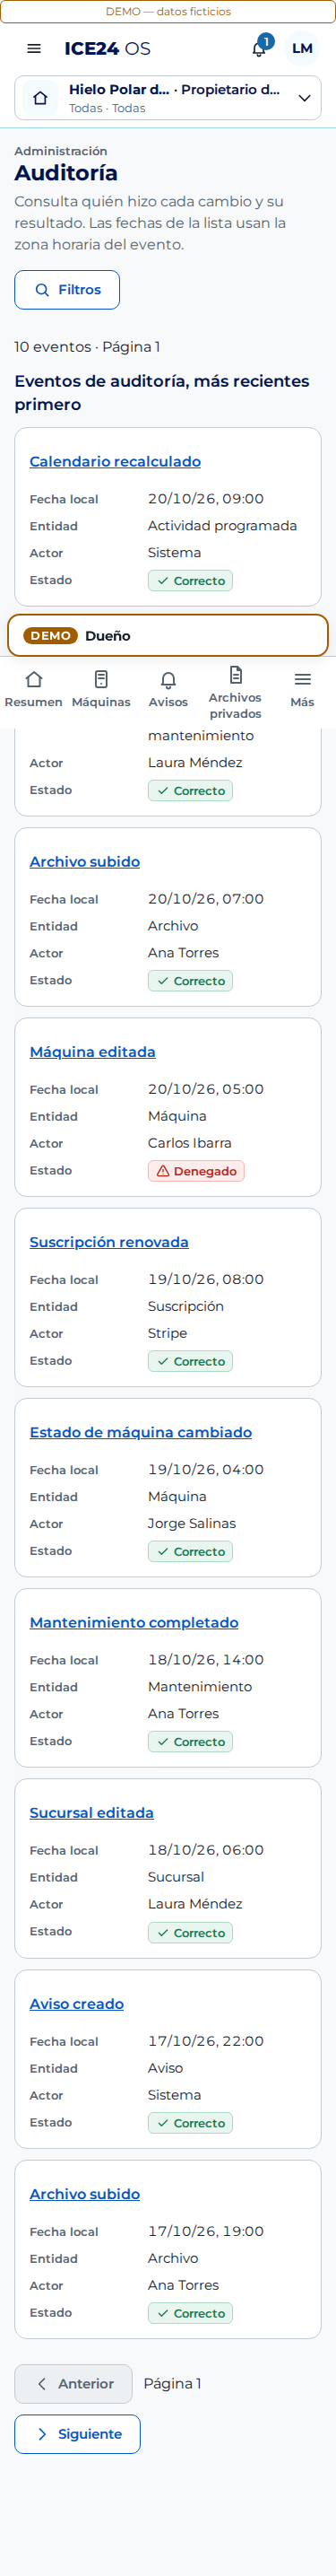 DEMO — datos ficticios
ICE24 OS
1
LM
Hielo Polar d... · Propietario d...
Todas · Todas
Administración
Auditoría
Consulta quién hizo cada cambio y su
resultado. Las fechas de la lista usan la
zona horaria del evento.
Filtros
10 eventos · Página 1
Eventos de auditoría, más recientes
primero
Calendario recalculado
Fecha local 20/10/26, 09:00
Entidad Actividad programada
Actor Sistema
Estado Correcto
DEMO Dueño
Resumen Máquinas Avisos Archivos privados Más
mantenimiento
Actor Laura Méndez
Estado Correcto
Archivo subido
Fecha local 20/10/26, 07:00
Entidad Archivo
Actor Ana Torres
Estado Correcto
Máquina editada
Fecha local 20/10/26, 05:00
Entidad Máquina
Actor Carlos Ibarra
Estado Denegado
Suscripción renovada
Fecha local 19/10/26, 08:00
Entidad Suscripción
Actor Stripe
Estado Correcto
Estado de máquina cambiado
Fecha local 19/10/26, 04:00
Entidad Máquina
Actor Jorge Salinas
Estado Correcto
Mantenimiento completado
Fecha local 18/10/26, 14:00
Entidad Mantenimiento
Actor Ana Torres
Estado Correcto
Sucursal editada
Fecha local 18/10/26, 06:00
Entidad Sucursal
Actor Laura Méndez
Estado Correcto
Aviso creado
Fecha local 17/10/26, 22:00
Entidad Aviso
Actor Sistema
Estado Correcto
Archivo subido
Fecha local 17/10/26, 19:00
Entidad Archivo
Actor Ana Torres
Estado Correcto
Anterior Página 1
Siguiente